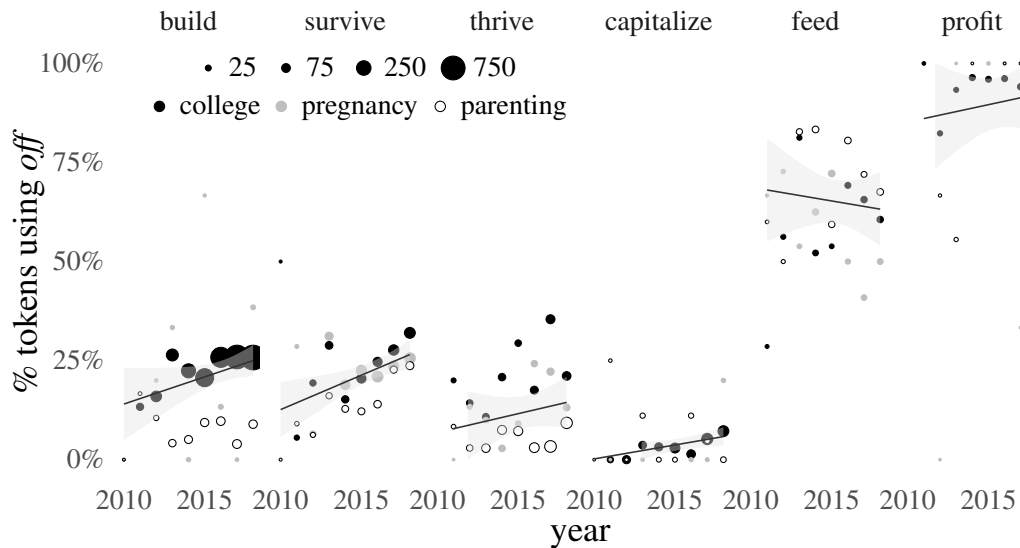 build survive thrive capitalize feed profit
25 75 250 750
college pregnancy parenting
100%
75%
50%
25%
0%
% tokens using off
2010 2015 2010 2015 2010 2015 2010 2015 2010 2015 2010 2015
year